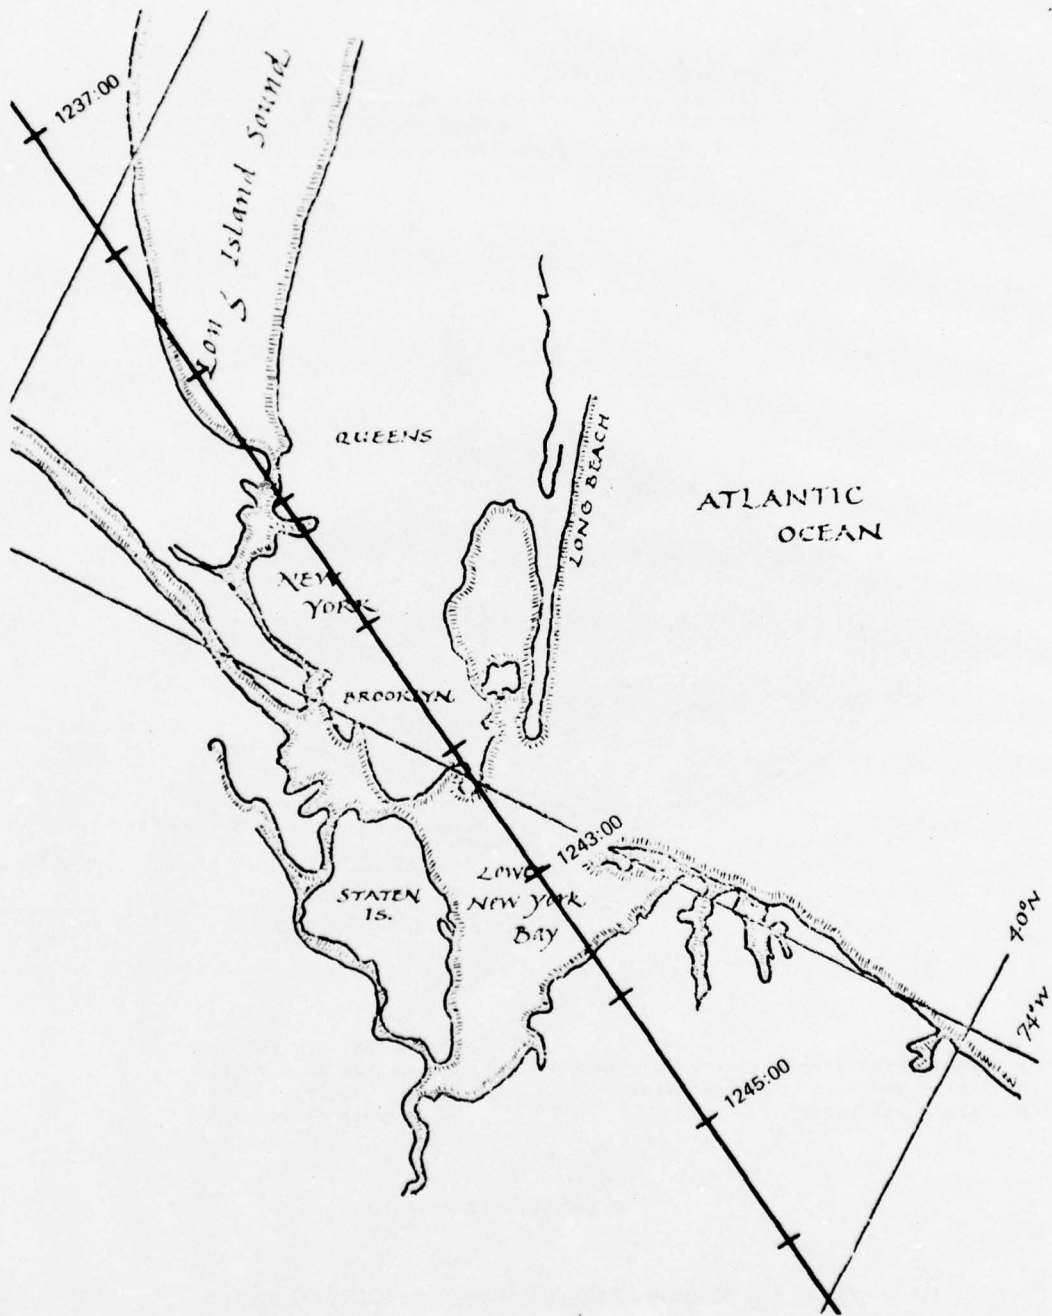 1237:00
Long Island Sound
QUEENS
LONG BEACH
ATLANTIC
OCEAN
NEW
YORK
BROOKLYN
1243:00
LOWER
NEW YORK
BAY
STATEN
IS.
40°N
74°W
1245:00